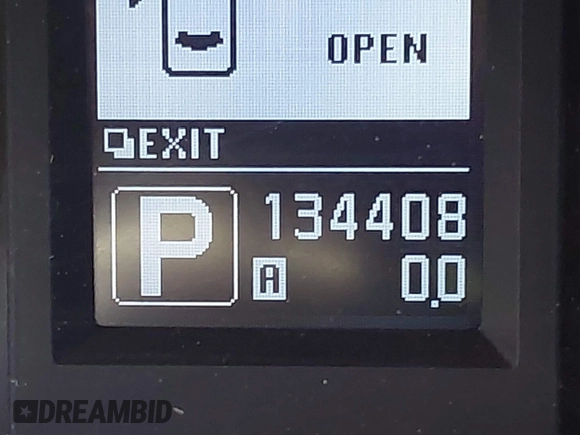 OPEN
EXIT
P
134408
A
0.0
DREAMBID